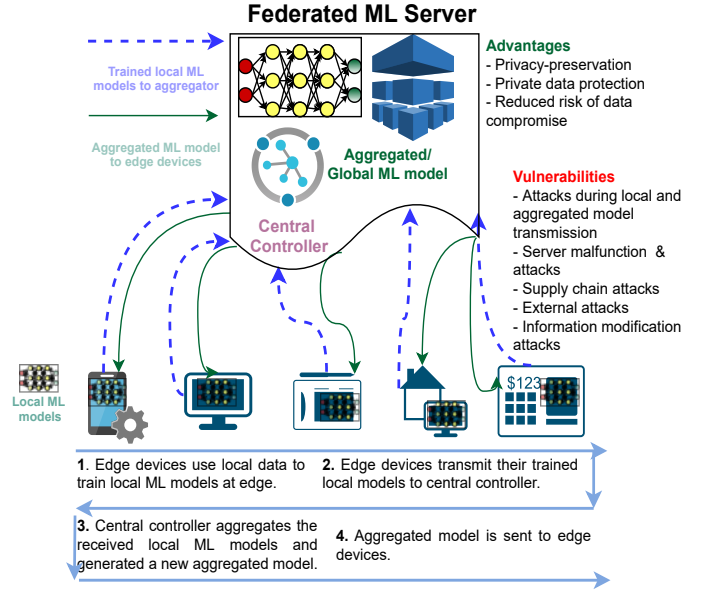 Federated ML Server
Trained local ML
models to aggregator
Aggregated ML model
to edge devices
Aggregated/
Global ML model
Central
Controller
Advantages
- Privacy-preservation
- Private data protection
- Reduced risk of data
compromise
Vulnerabilities
- Attacks during local and
aggregated model
transmission
- Server malfunction &
attacks
- Supply chain attacks
- External attacks
- Information modification
attacks
Local ML
models
$123
1. Edge devices use local data to
train local ML models at edge.
2. Edge devices transmit their trained
local models to central controller.
3. Central controller aggregates the
received local ML models and
generated a new aggregated model.
4. Aggregated model is sent to edge
devices.